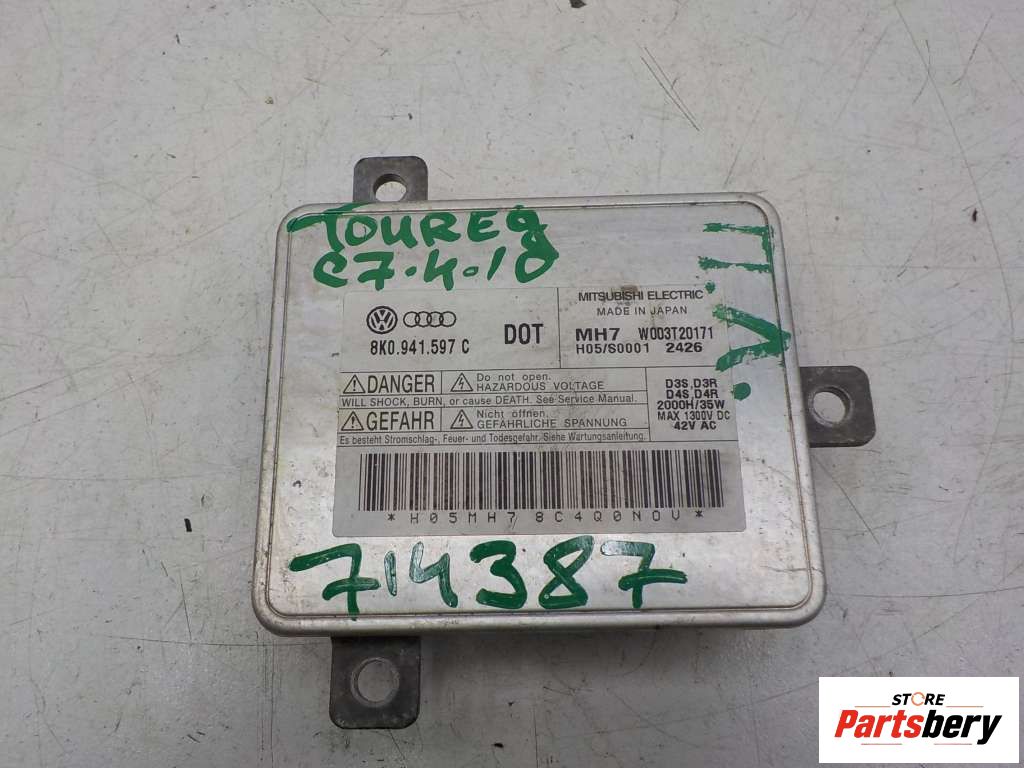 TOUREG
C7.4.10
8K0.941.597 C
DOT
MITSUBISHI ELECTRIC
MADE IN JAPAN
MH7 W003T20171
H05/S0001 2426
DANGER
Do not open.
HAZARDOUS VOLTAGE
WILL SHOCK, BURN, or cause DEATH. See Service Manual.
GEFAHR
Nicht öffnen.
GEFÄHRLICHE SPANNUNG
Es besteht Stromschlag-, Feuer- und Todesgefahr. Siehe Wartungsanleitung.
D3S,D3R
D4S,D4R
2000H/35W
MAX 1300V DC
42V AC
*H05MH78C4Q0NOV*
714387
STORE
Partsbery